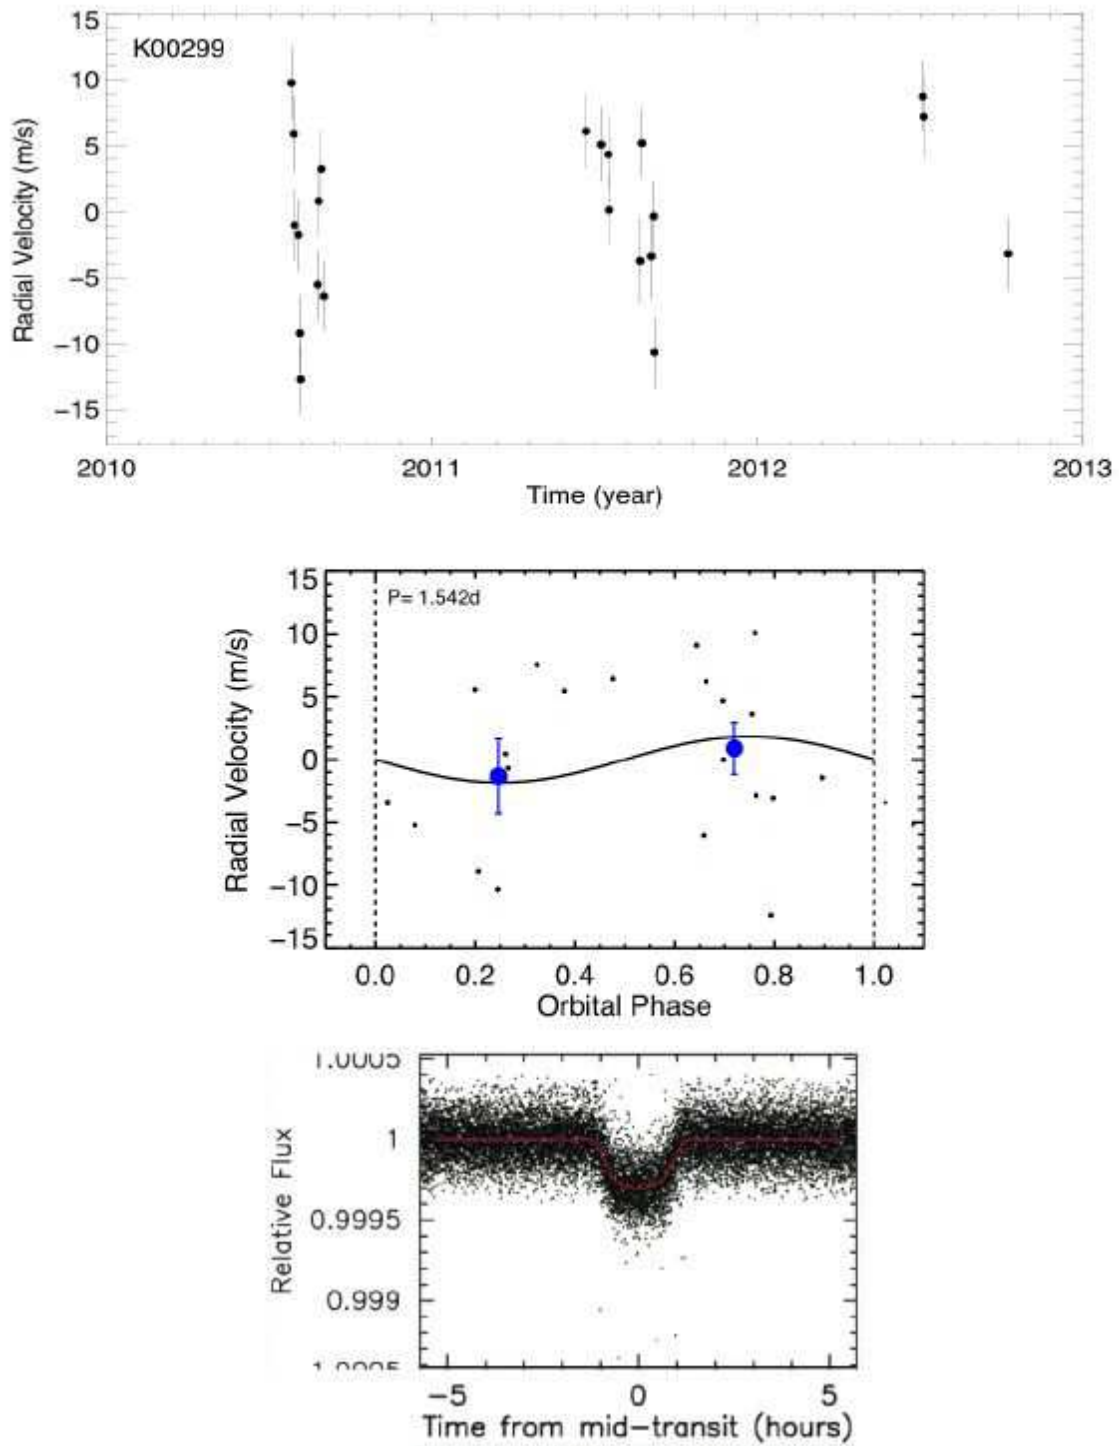 15
K00299
10
5
0
−5
−10
−15
Radial Velocity (m/s)
2010 2011 2012 2013
Time (year)
15
P= 1.542d
10
5
0
−5
−10
−15
Radial Velocity (m/s)
0.0 0.2 0.4 0.6 0.8 1.0
Orbital Phase
1.0005
1
0.9995
0.999
Relative Flux
−5 0 5
Time from mid-transit (hours)